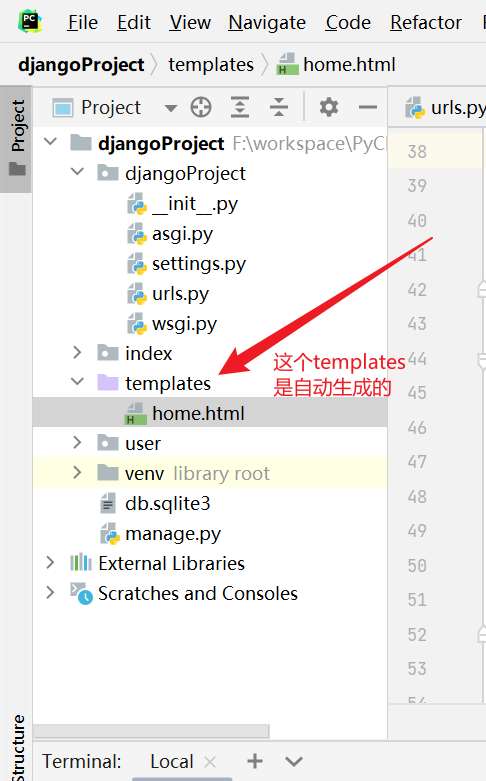 PC
File Edit View Navigate Code Refactor
djangoProject templates home.html
Project
Project
urls.py
djangoProject F:\workspace\PyCl
djangoProject
__init__.py
asgi.py
settings.py
urls.py
wsgi.py
index
templates
home.html
user
venv library root
db.sqlite3
manage.py
External Libraries
Scratches and Consoles
这个templates
是自动生成的
38
39
40
41
42
43
44
45
46
47
48
49
50
51
52
53
54
Structure
Terminal: Local